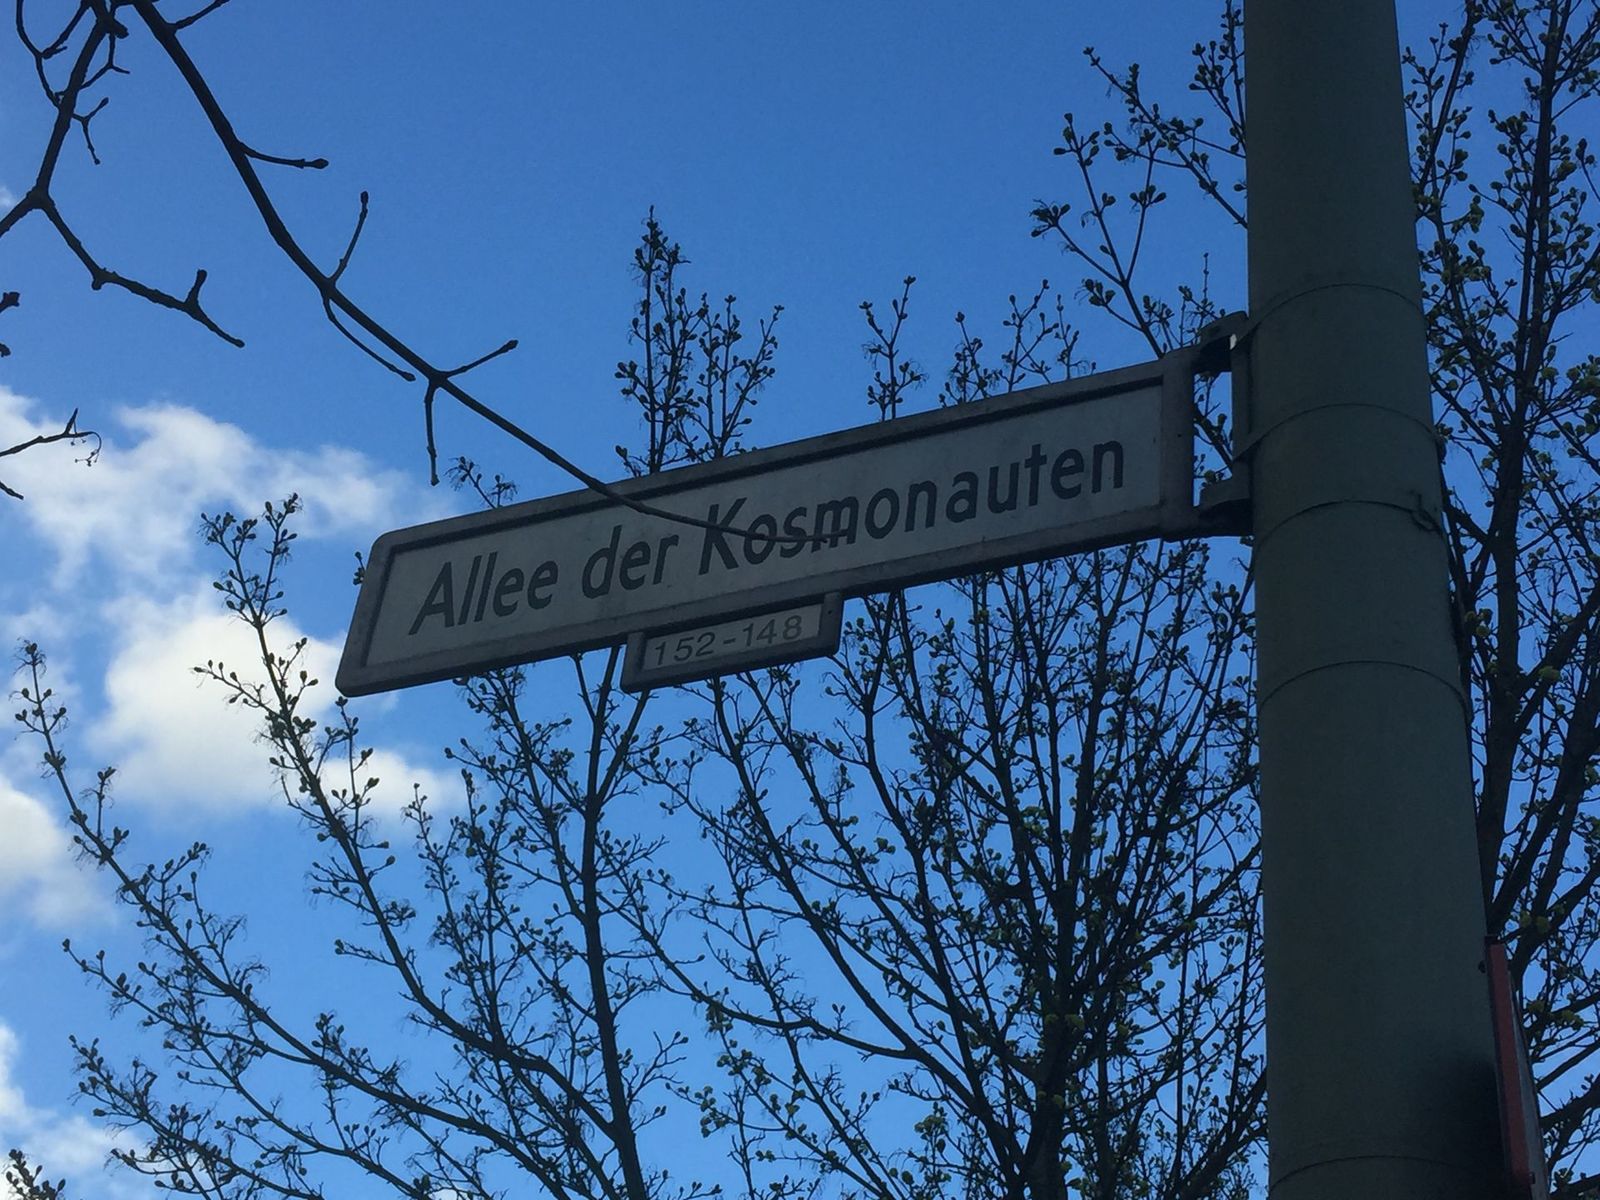 Allee der Kosmonauten
152-148